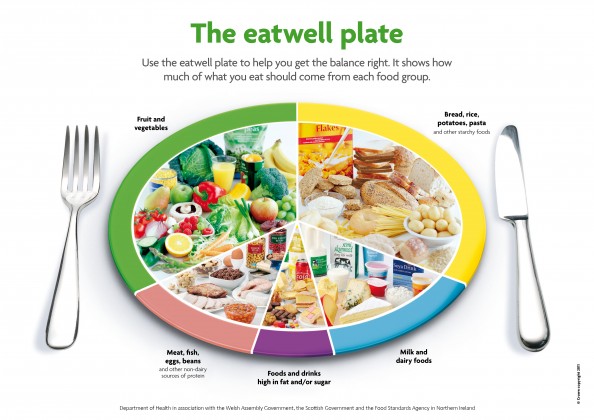 The eatwell plate
Use the eatwell plate to help you get the balance right. It shows how
much of what you eat should come from each food group.
Fruit and
vegetables
Bread, rice,
potatoes, pasta
and other starchy foods
Flakes
Meat, fish,
eggs, beans
and other non-dairy
sources of protein
Foods and drinks
high in fat and/or sugar
Milk and
dairy foods
Department of Health in association with the Welsh Assembly Government, the Scottish Government and the Food Standards Agency in Northern Ireland
© Crown copyright 2011